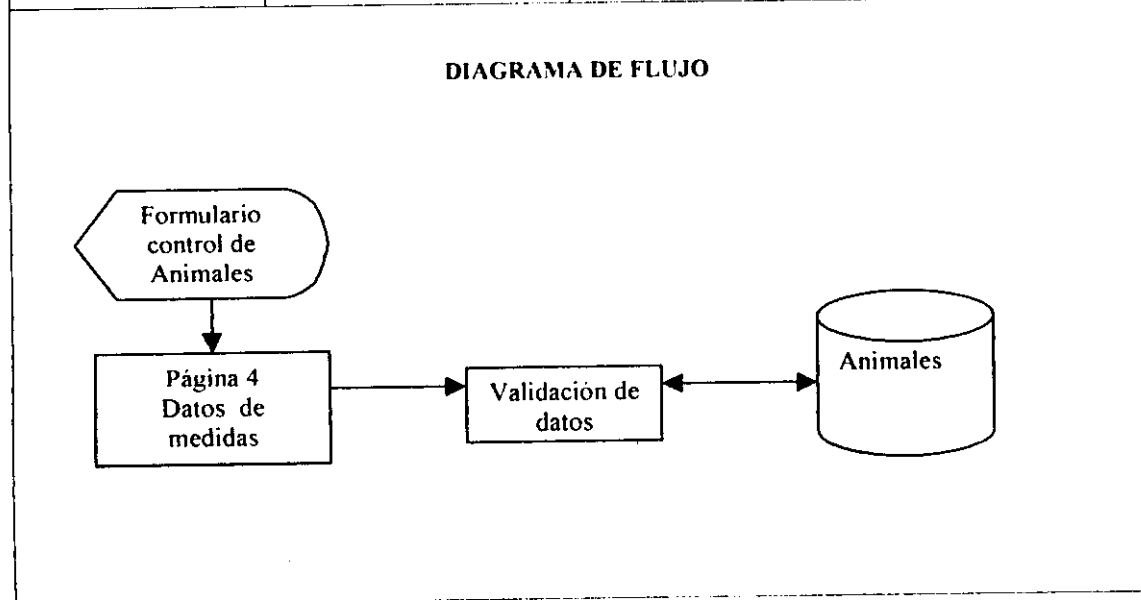 DIAGRAMA DE FLUJO
Formulario
control de
Animales
Página 4
Datos de
medidas
Validación de
datos
Animales